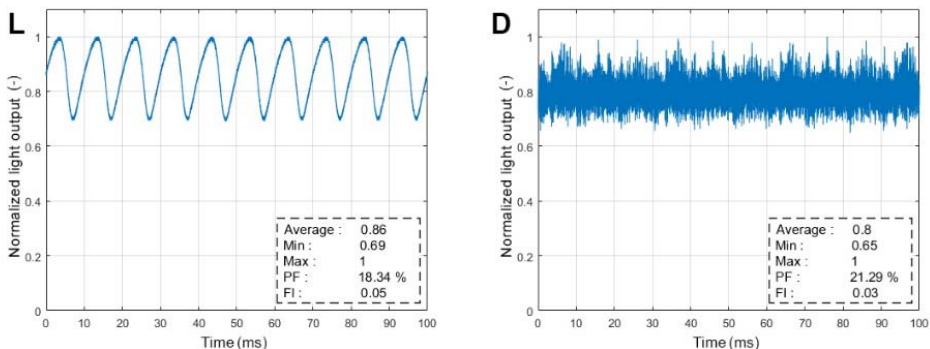 L
Normalized light output (-)
1
0.8
0.6
0.4
0.2
0
Average : 0.86
Min : 0.69
Max : 1
PF : 18.34 %
FI : 0.05
0 10 20 30 40 50 60 70 80 90 100
Time (ms)
D
Normalized light output (-)
1
0.8
0.6
0.4
0.2
0
Average : 0.8
Min : 0.65
Max : 1
PF : 21.29 %
FI : 0.03
0 10 20 30 40 50 60 70 80 90 100
Time (ms)